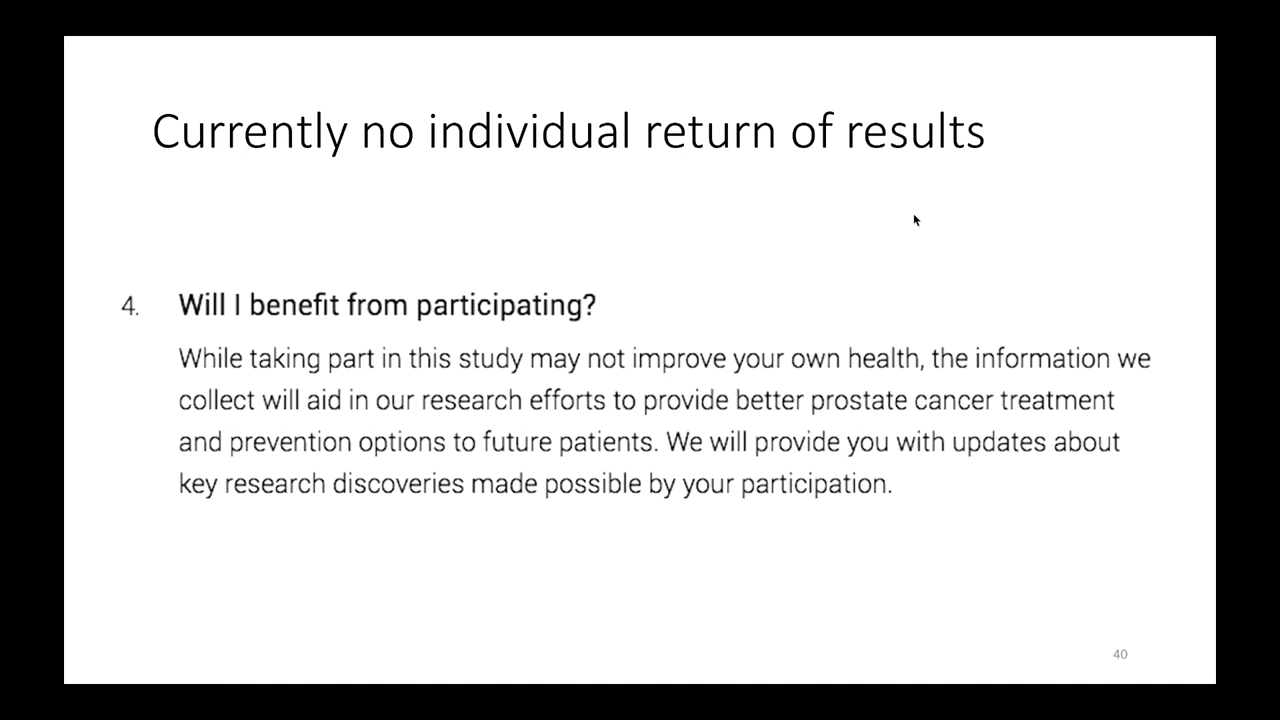 Currently no individual return of results
4. Will I benefit from participating?
While taking part in this study may not improve your own health, the information we
collect will aid in our research efforts to provide better prostate cancer treatment
and prevention options to future patients. We will provide you with updates about
key research discoveries made possible by your participation.
40